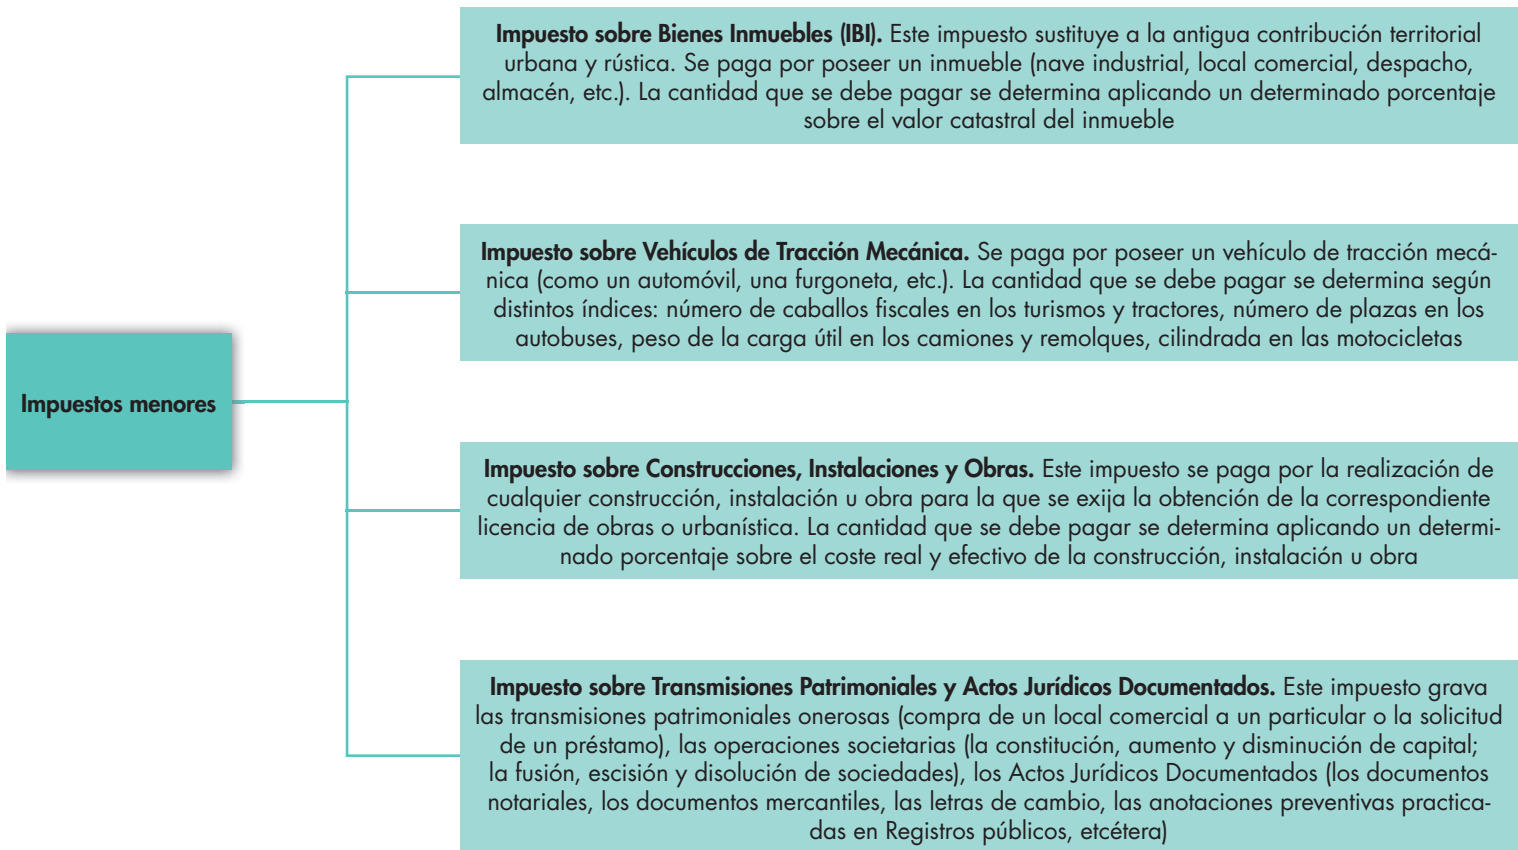 Impuesto sobre Bienes Inmuebles (IBI). Este impuesto sustituye a la antigua contribución territorial
urbana y rústica. Se paga por poseer un inmueble (nave industrial, local comercial, despacho,
almacén, etc.). La cantidad que se debe pagar se determina aplicando un determinado porcentaje
sobre el valor catastral del inmueble
Impuesto sobre Vehículos de Tracción Mecánica. Se paga por poseer un vehículo de tracción mecá-
nica (como un automóvil, una furgoneta, etc.). La cantidad que se debe pagar se determina según
distintos índices: número de caballos fiscales en los turismos y tractores, número de plazas en los
autobuses, peso de la carga útil en los camiones y remolques, cilindrada en las motocicletas
Impuestos menores
Impuesto sobre Construcciones, Instalaciones y Obras. Este impuesto se paga por la realización de
cualquier construcción, instalación u obra para la que se exija la obtención de la correspondiente
licencia de obras o urbanística. La cantidad que se debe pagar se determina aplicando un determi-
nado porcentaje sobre el coste real y efectivo de la construcción, instalación u obra
Impuesto sobre Transmisiones Patrimoniales y Actos Jurídicos Documentados. Este impuesto grava
las transmisiones patrimoniales onerosas (compra de un local comercial a un particular o la solicitud
de un préstamo), las operaciones societarias (la constitución, aumento y disminución de capital;
la fusión, escisión y disolución de sociedades), los Actos Jurídicos Documentados (los documentos
notariales, los documentos mercantiles, las letras de cambio, las anotaciones preventivas practica-
das en Registros públicos, etcétera)